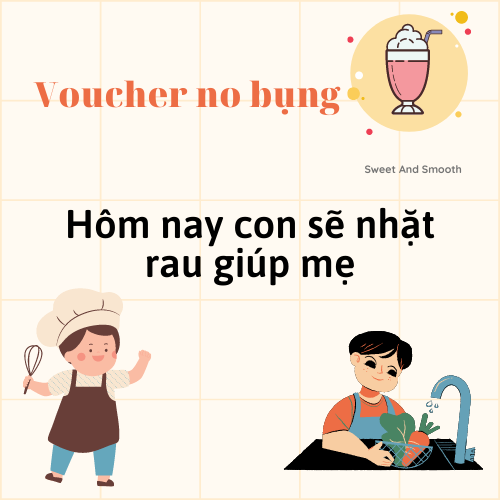 Voucher no bụng
Sweet And Smooth
Hôm nay con sẽ nhặt
rau giúp mẹ